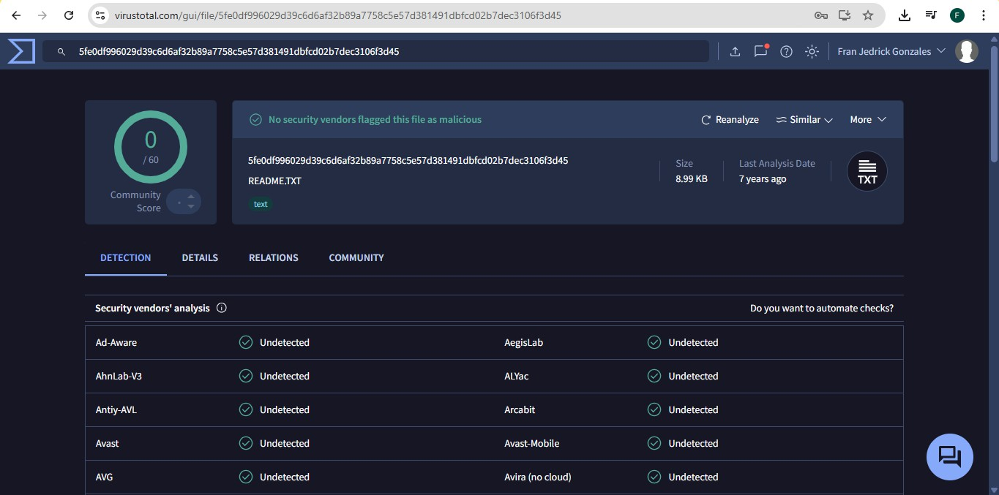 virustotal.com/gui/file/5fe0df996029d39c6d6af32b89a7758c5e57d381491dbfcd02b7dec3106f3d45
F
5fe0df996029d39c6d6af32b89a7758c5e57d381491dbfcd02b7dec3106f3d45
Fran Jedrick Gonzales
0
/ 60
Community
Score
No security vendors flagged this file as malicious
Reanalyze
Similar
More
5fe0df996029d39c6d6af32b89a7758c5e57d381491dbfcd02b7dec3106f3d45
README.TXT
text
Size
8.99 KB
Last Analysis Date
7 years ago
TXT
DETECTION
DETAILS
RELATIONS
COMMUNITY
Security vendors' analysis
Do you want to automate checks?
Ad-Aware Undetected AegisLab Undetected
AhnLab-V3 Undetected ALYac Undetected
Antiy-AVL Undetected Arcabit Undetected
Avast Undetected Avast-Mobile Undetected
AVG Undetected Avira (no cloud) Undetected